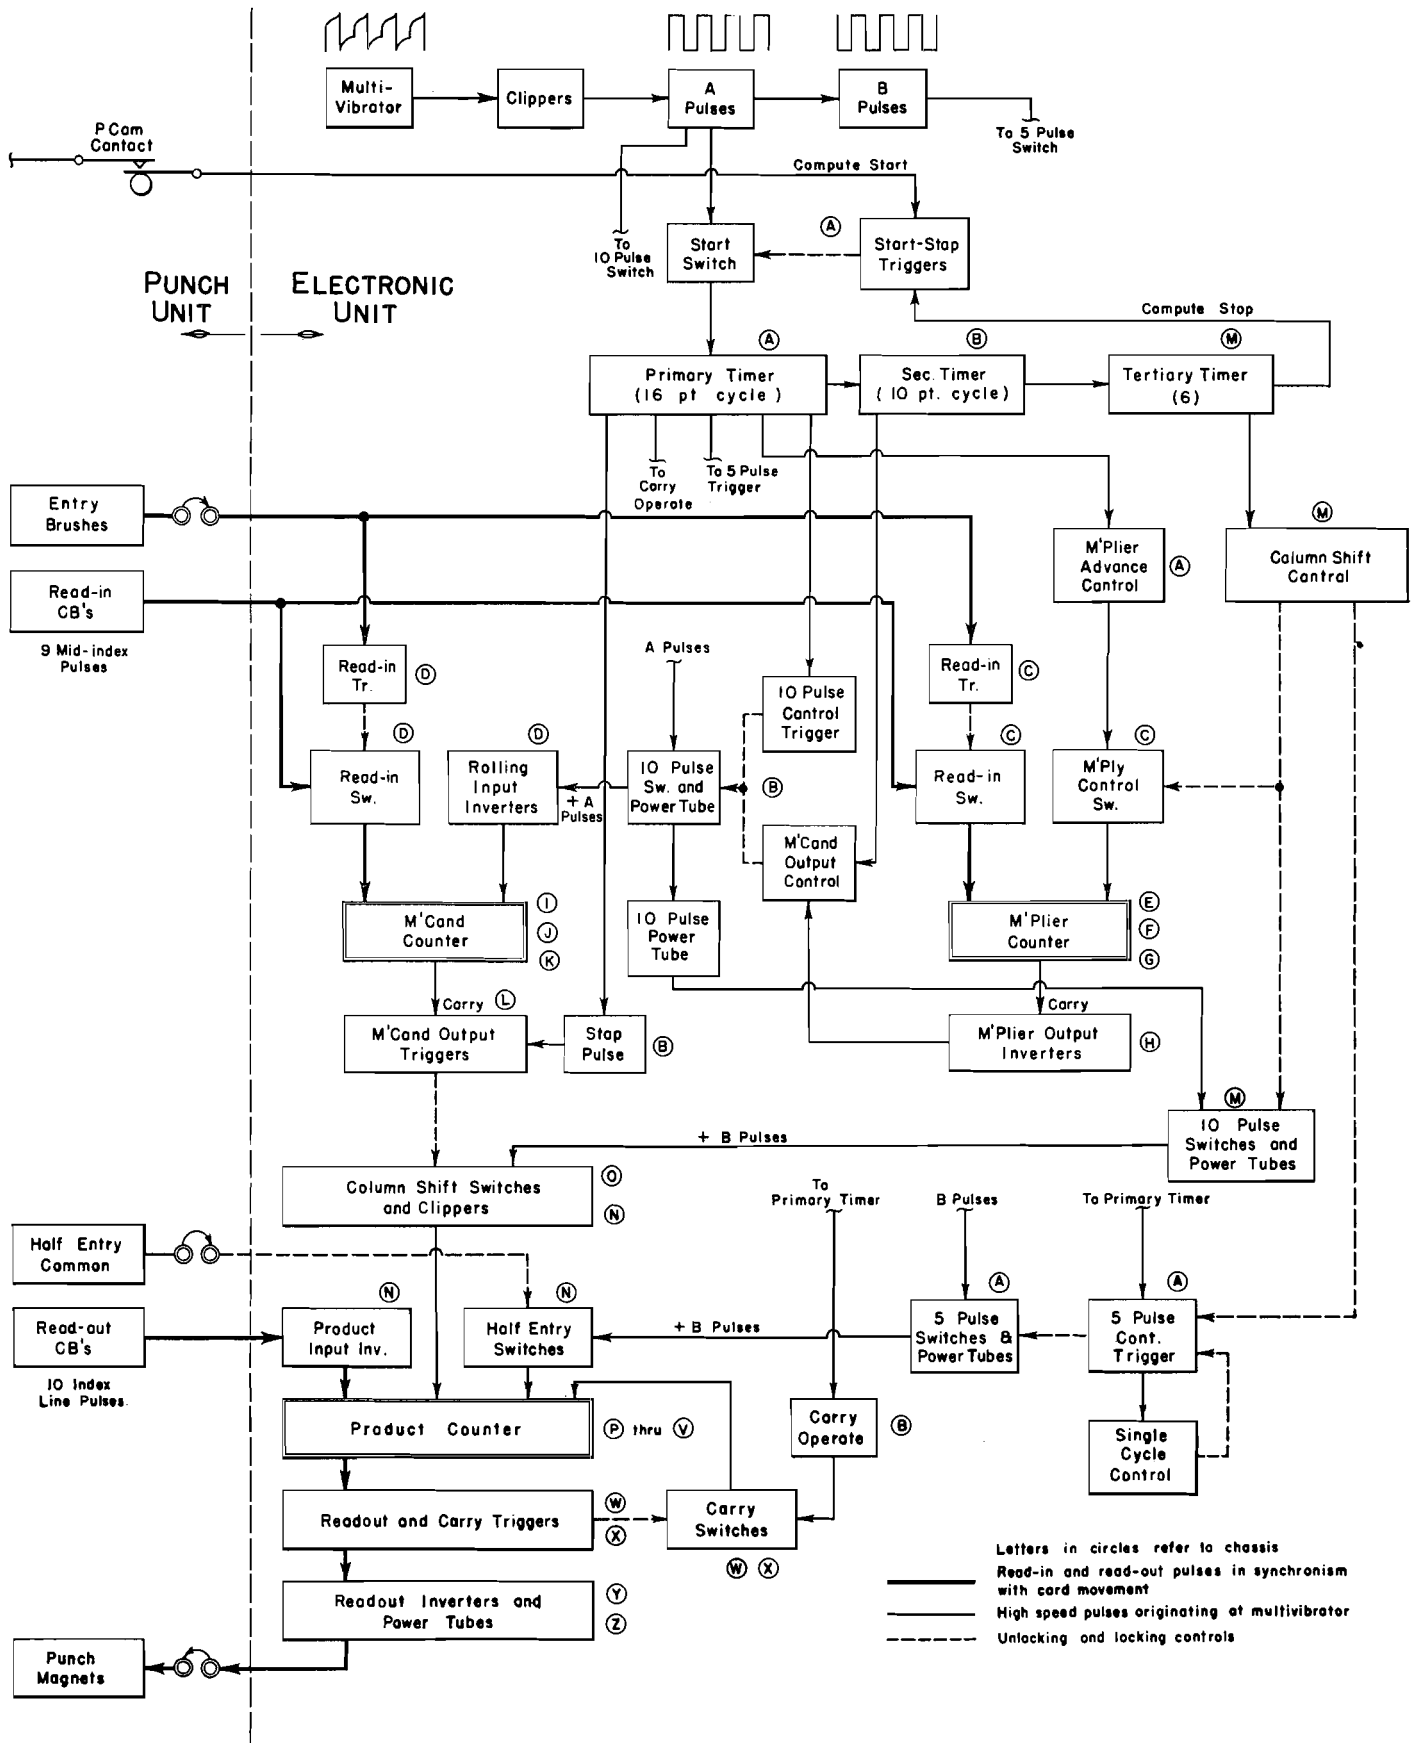 Multi-
Vibrator
Clippers
A
Pulses
B
Pulses
To 5 Pulse
Switch
P Cam
Contact
Compute Start
To
10 Pulse
Switch
Start
Switch
A
Start-Stop
Triggers
PUNCH
UNIT
ELECTRONIC
UNIT
Compute Stop
A
Primary Timer
(16 pt cycle)
B
Sec. Timer
(10 pt. cycle)
M
Tertiary Timer
(6)
To
Carry
Operate
To 5 Pulse
Trigger
Entry
Brushes
M'Plier
Advance
Control
A
M
Column Shift
Control
Read-in
CB's
9 Mid-index
Pulses
Read-in
Tr.
D
A Pulses
10 Pulse
Control
Trigger
Read-in
Tr.
C
D
Read-in
Sw.
D
Rolling
Input
Inverters
+ A
Pulses
10 Pulse
Sw. and
Power Tube
B
C
Read-in
Sw.
C
M'Ply
Control
Sw.
M'Cand
Output
Control
M'Cand
Counter
I
J
K
10 Pulse
Power
Tube
M'Plier
Counter
E
F
G
Carry
L
M'Cand Output
Triggers
Stop
Pulse
B
Carry
M'Plier Output
Inverters
H
M
10 Pulse
Switches and
Power Tubes
+ B Pulses
Column Shift Switches
and Clippers
O
N
To
Primary Timer
B Pulses
To Primary Timer
Half Entry
Common
Read-out
CB's
10 Index
Line Pulses.
N
Product
Input Inv.
N
Half Entry
Switches
+ B Pulses
A
5 Pulse
Switches &
Power Tubes
A
5 Pulse
Cont.
Trigger
Product Counter
P thru V
Carry
Operate
B
Single
Cycle
Control
Readout and Carry Triggers
W
X
Carry
Switches
W X
Readout Inverters and
Power Tubes
Y
Z
Punch
Magnets
Letters in circles refer to chassis
Read-in and read-out pulses in synchronism
with card movement
High speed pulses originating at multivibrator
Unlocking and locking controls